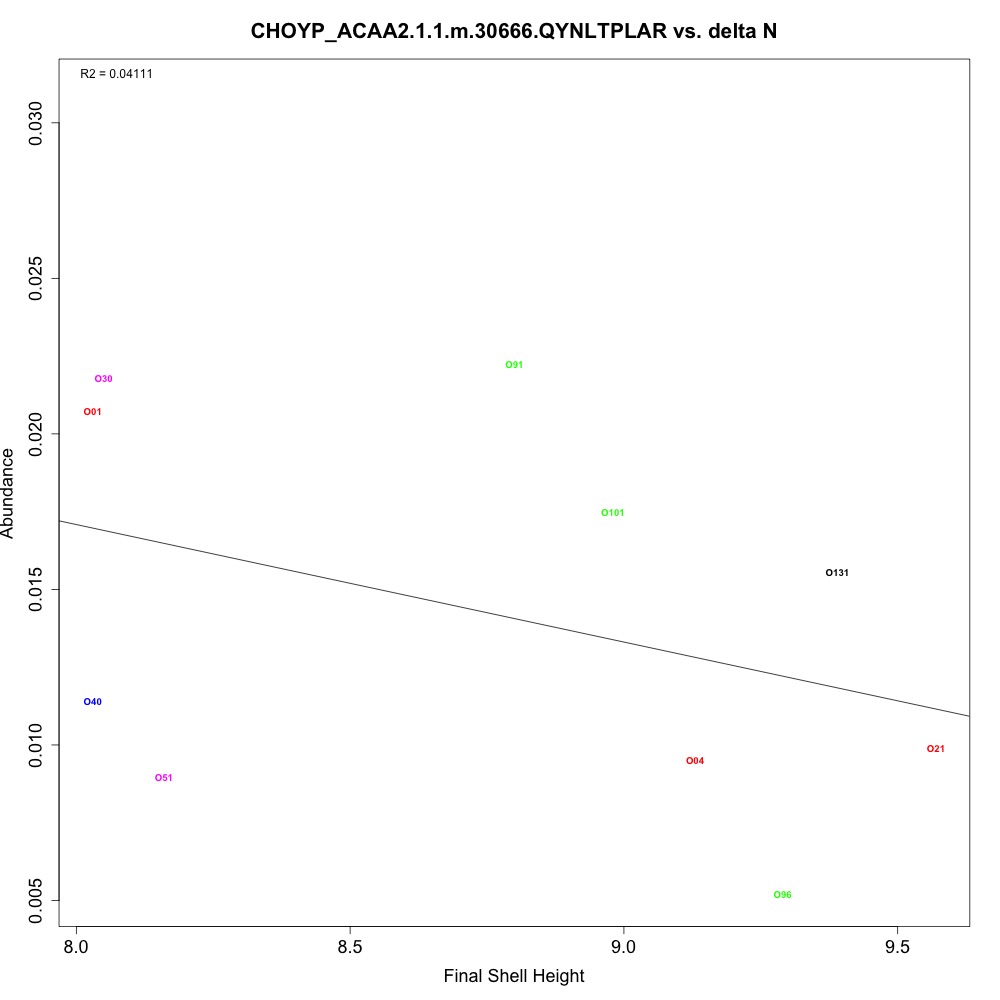 CHOYP_ACAA2.1.1.m.30666.QYNLTPLAR vs. delta N
R2 = 0.04111
0.030
0.025
O91
O30
O01
0.020
Abundance
O101
O131
0.015
O40
0.010
O21
O04
O51
O96
0.005
8.0 8.5 9.0 9.5
Final Shell Height